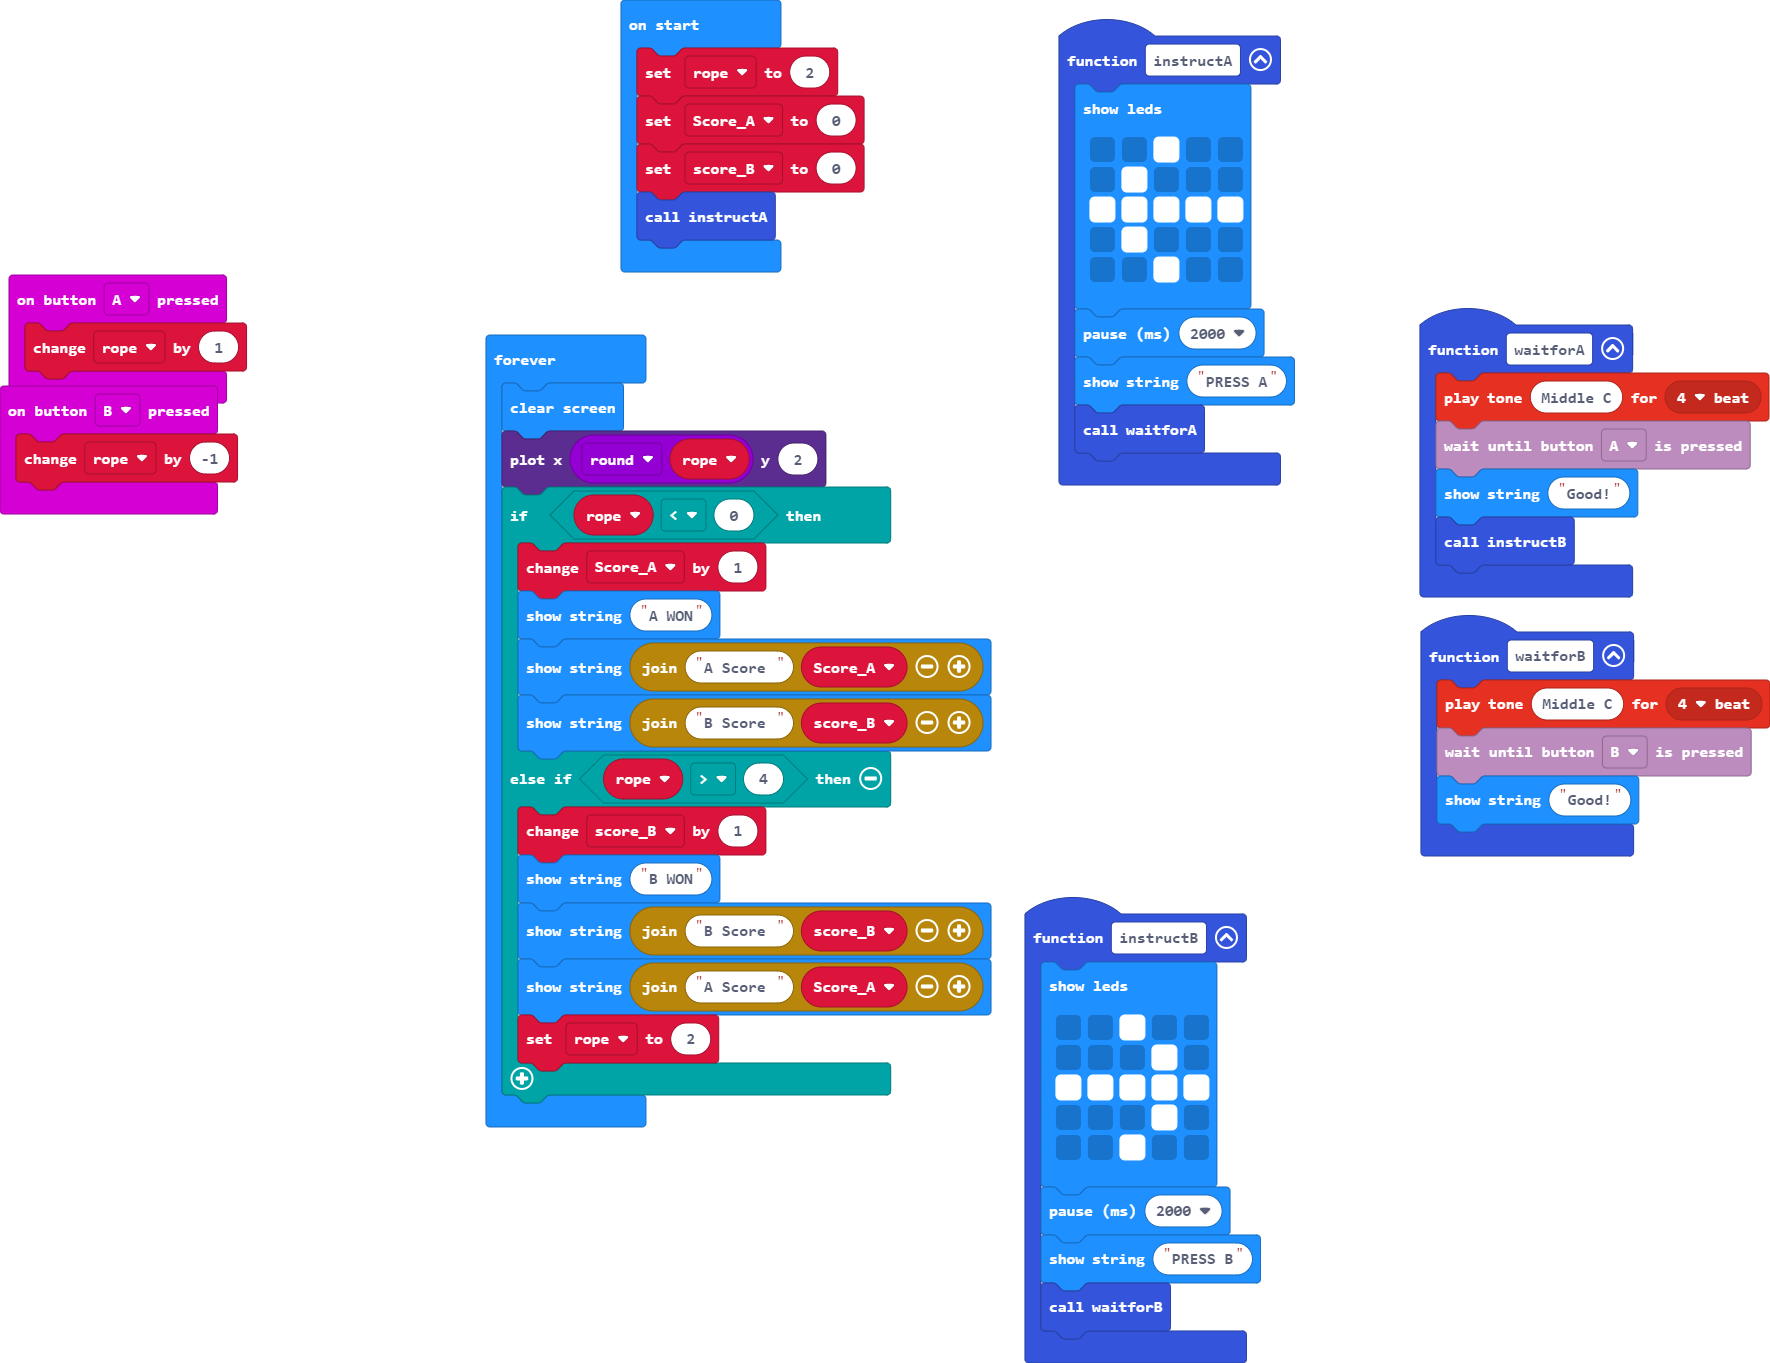 on start
set rope to 2
set Score_A to 0
set score_B to 0
call instructA
on button A pressed
change rope by 1
on button B pressed
change rope by -1
forever
clear screen
plot x round rope y 2
if rope < 0 then
change Score_A by 1
show string "A WON"
show string join "A Score " Score_A
show string join "B Score " score_B
else if rope > 4 then
change score_B by 1
show string "B WON"
show string join "B Score " score_B
show string join "A Score " Score_A
set rope to 2
function instructA
show leds
pause (ms) 2000
show string "PRESS A"
call waitforA
function waitforA
play tone Middle C for 4 beat
wait until button A is pressed
show string "Good!"
call instructB
function waitforB
play tone Middle C for 4 beat
wait until button B is pressed
show string "Good!"
function instructB
show leds
pause (ms) 2000
show string "PRESS B"
call waitforB